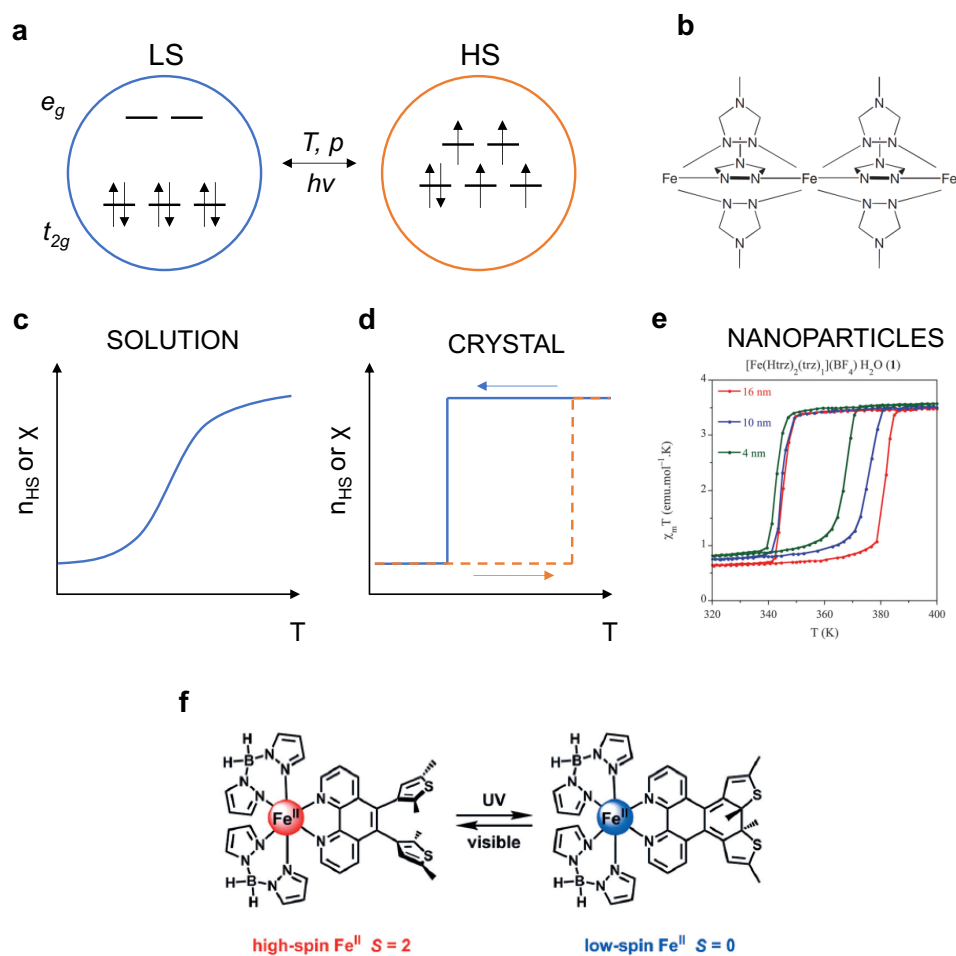 a
LS
HS
e_g
t_2g
T, p
hν
b
N
N
N
N
N
N
Fe
N
N
Fe
N
N
Fe
N
N
N
N
N
N
c
SOLUTION
n_HS or χ
T
d
CRYSTAL
n_HS or χ
T
e
NANOPARTICLES
[Fe(Htrz)₂(trz)₁](BF₄) H₂O (1)
16 nm
10 nm
4 nm
4
3
2
1
0
χ_mT (emu.mol⁻¹.K)
320
340
360
380
400
T (K)
f
H
H
B
N
N
N
N
Fe^II
N
N
N
N
N
N
H
B
H
S
S
UV
visible
H
H
B
N
N
N
N
Fe^II
N
N
N
N
N
N
H
B
H
S
S
high-spin Fe^II S = 2
low-spin Fe^II S = 0